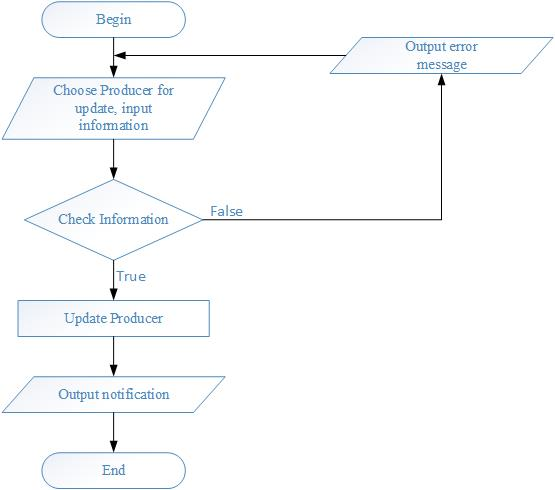 Begin
Output error
message
Choose Producer for
update, input
information
Check Information
False
True
Update Producer
Output notification
End